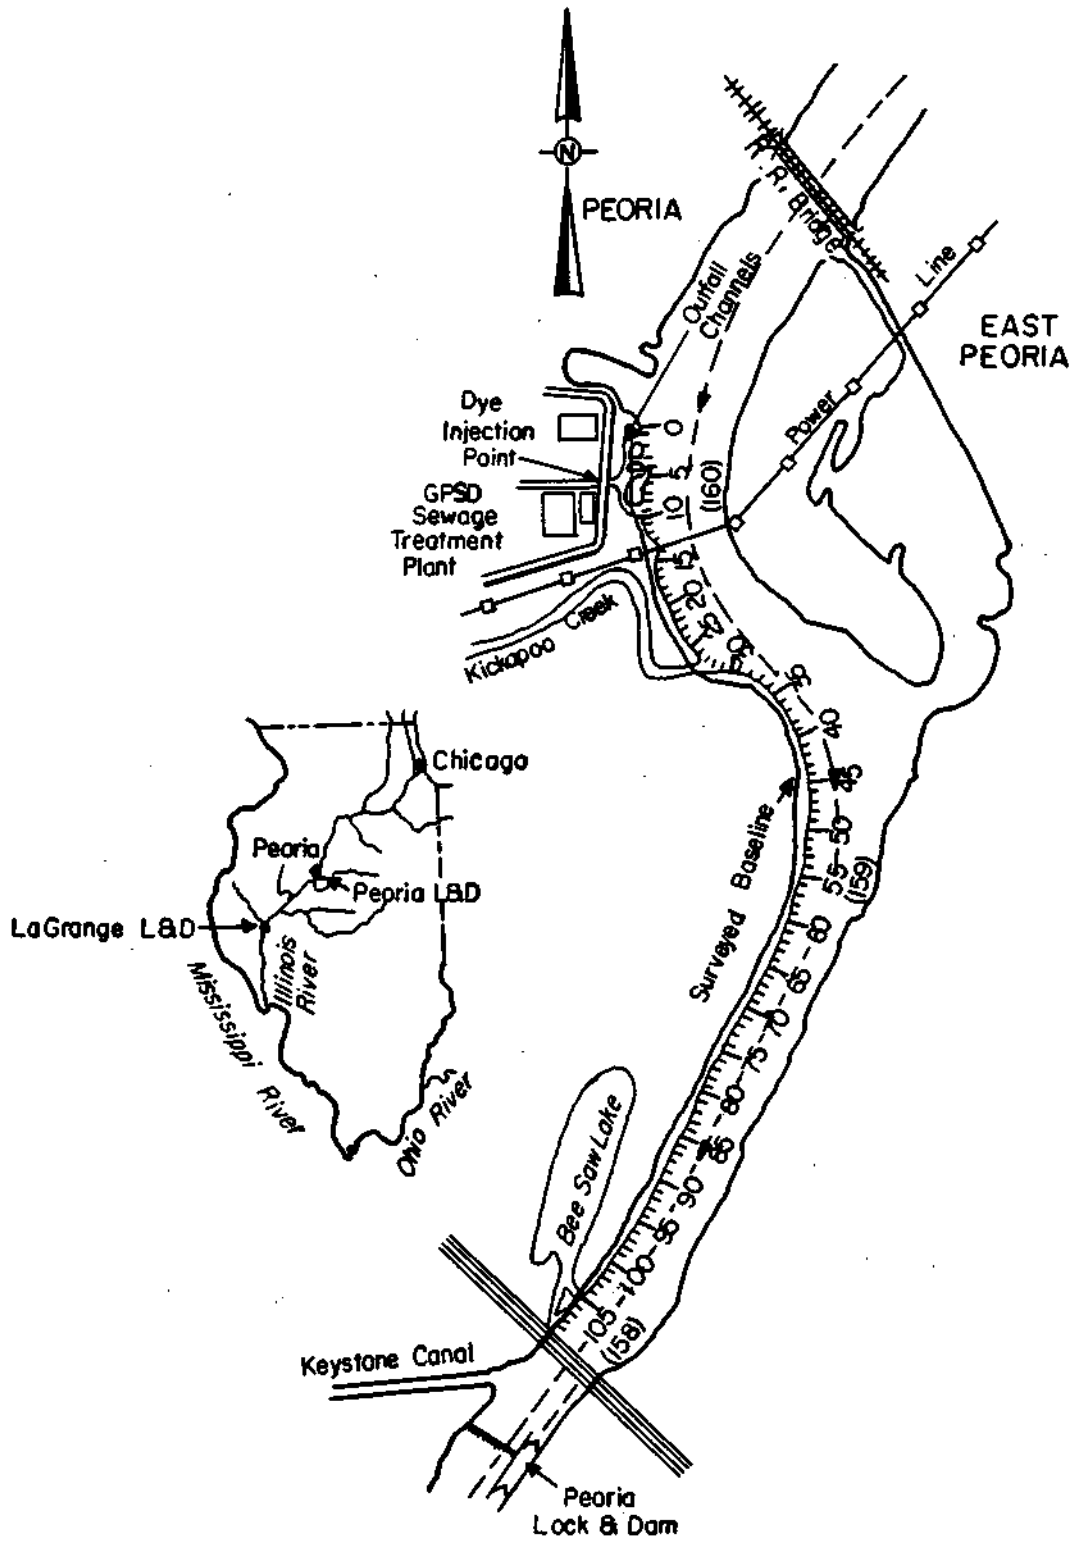 N
PEORIA
R. R. Bridge
Outfall
Channels
Line
EAST
PEORIA
Power
Dye
Injection
Point
GPSD
Sewage
Treatment
Plant
0
5
10
(160)
15
20
25
30
35
40
45
50
55
(159)
60
65
70
75
80
85
90
95
100
105
(158)
Kickapoo Creek
Surveyed Baseline
Chicago
Peoria
Peoria L&D
LaGrange L&D
Illinois
River
Mississippi River
Ohio River
Bee Saw Lake
Keystone Canal
Peoria
Lock & Dam